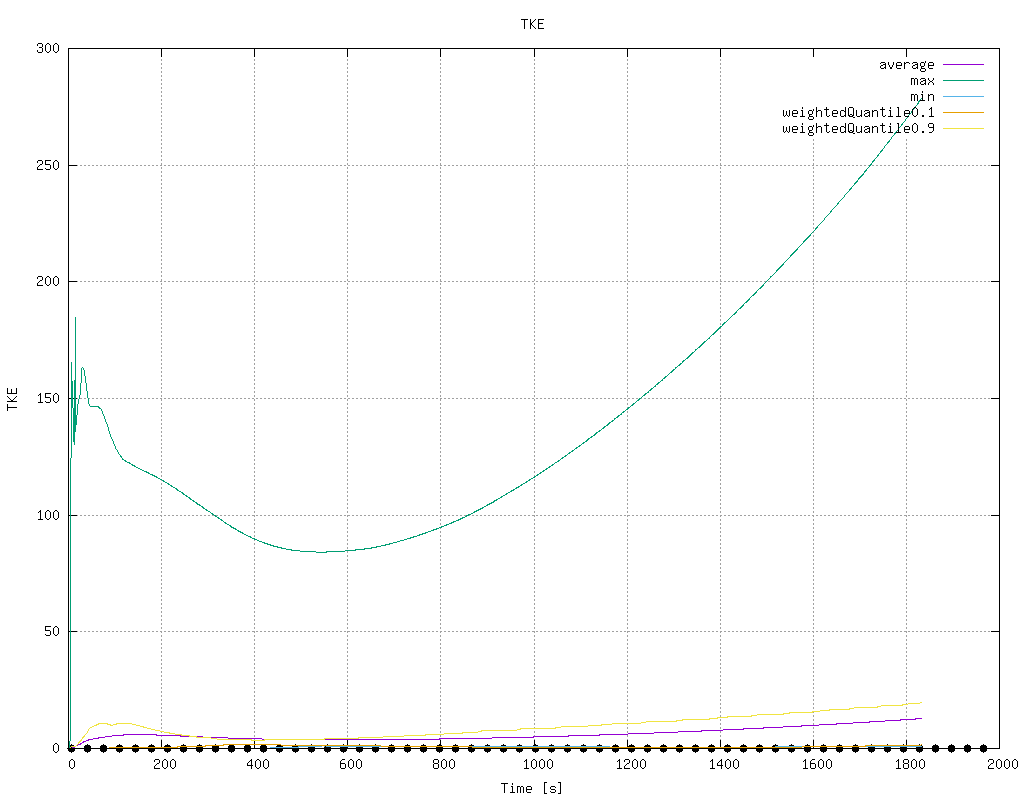 TKE
300
250
200
150
100
50
0
TKE
average
max
min
weightedQuantile0.1
weightedQuantile0.9
0 200 400 600 800 1000 1200 1400 1600 1800 2000
Time [s]